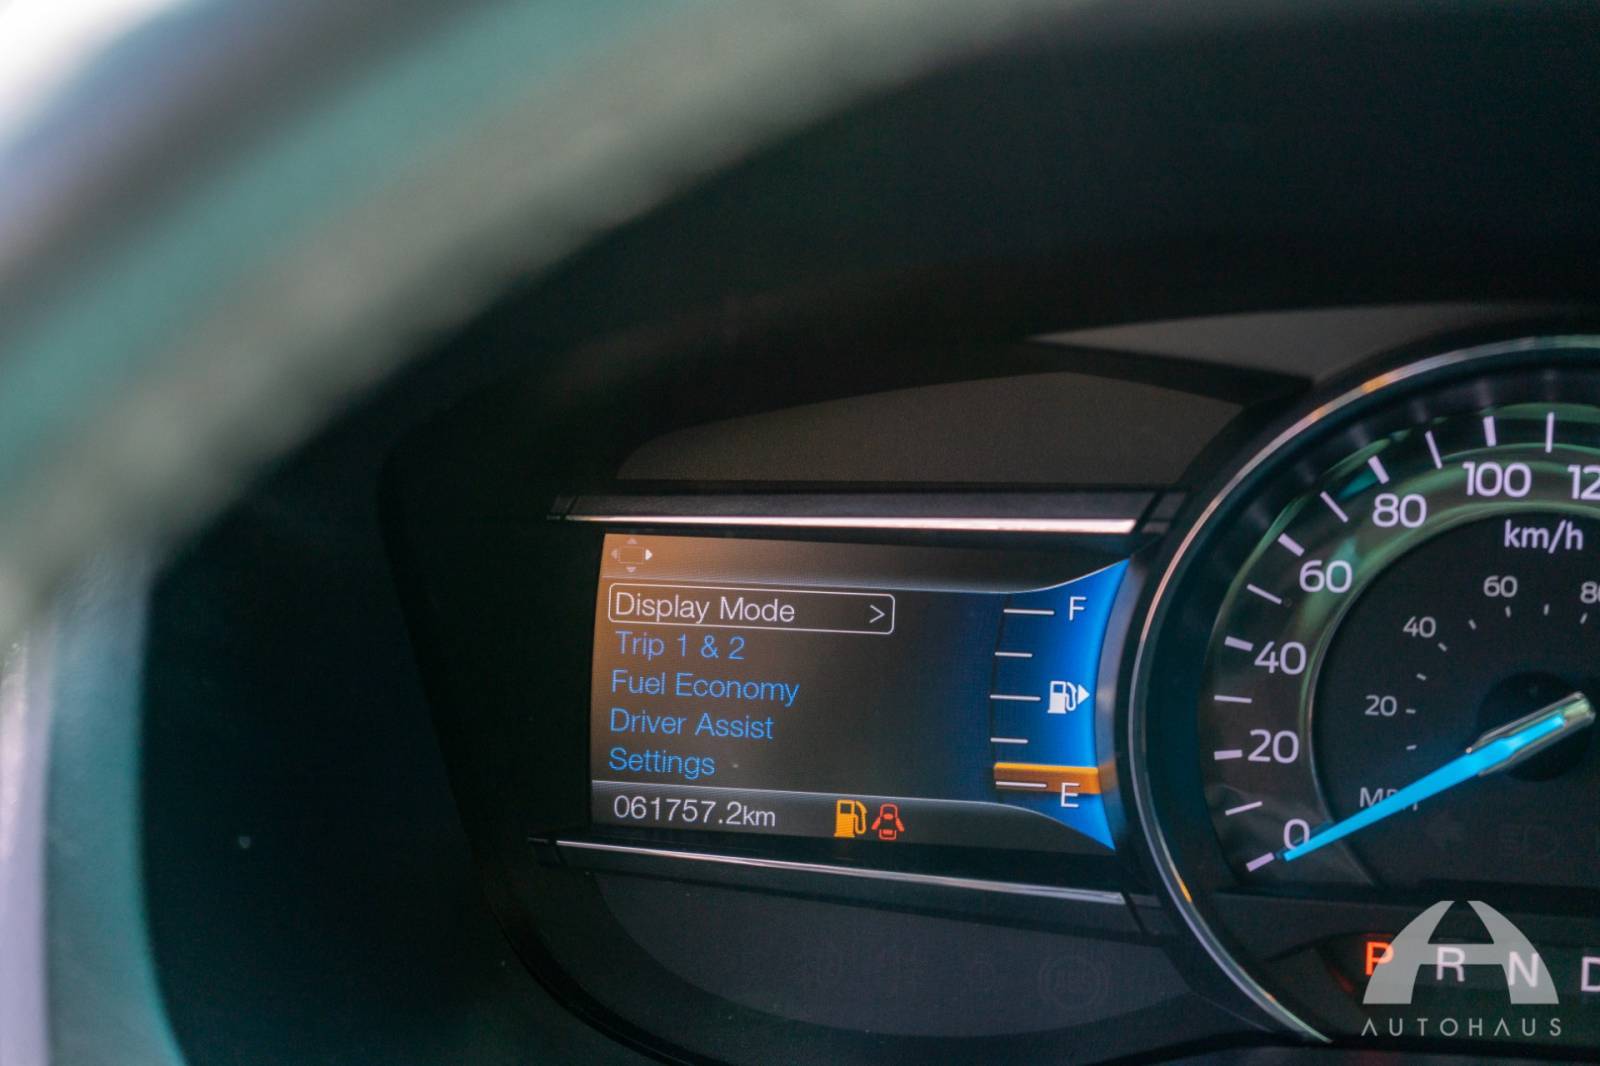 Display Mode >
Trip 1 & 2
Fuel Economy
Driver Assist
Settings
061757.2km
F
E
0
20
40
60
80
100
km/h
20
40
60
P R N
AUTOHAUS